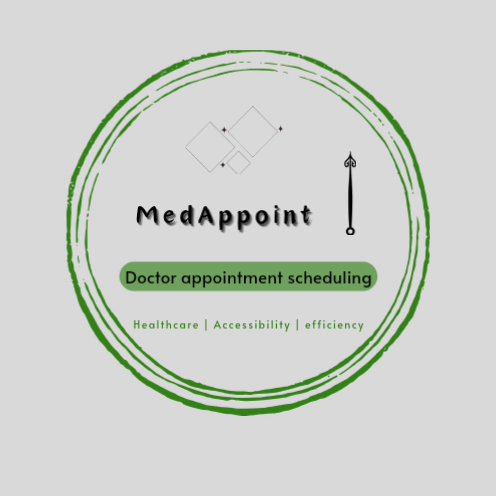 MedAppoint
Doctor appointment scheduling
Healthcare | Accessibility | efficiency